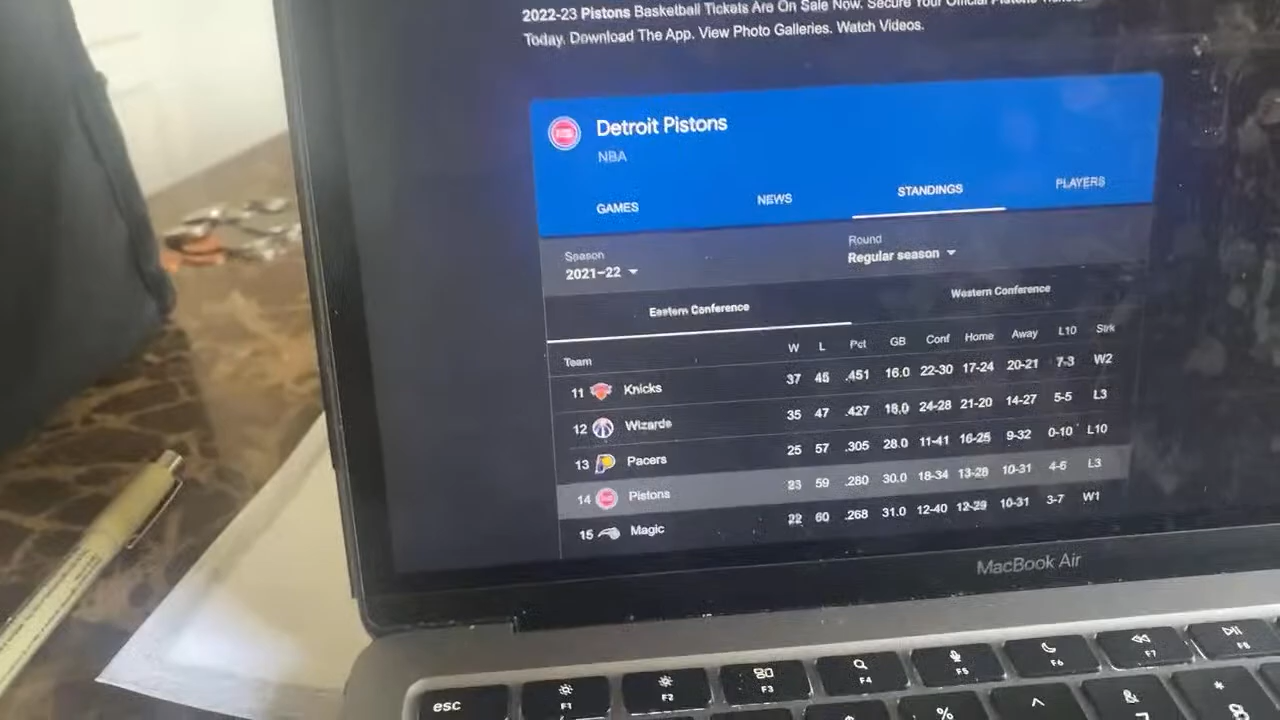 2022-23 Pistons Basketball Tickets Are On Sale Now. Secure Your Official Pistons Tickets
Today. Download The App. View Photo Galleries. Watch Videos.
Detroit Pistons
NBA
GAMES NEWS STANDINGS PLAYERS
Season Round
2021–22 Regular season
Eastern Conference Western Conference
Team W L Pct GB Conf Home Away L10 Strk
11 Knicks 37 45 .451 16.0 22-30 17-24 20-21 7-3 W2
12 Wizards 35 47 .427 18.0 24-28 21-20 14-27 5-5 L3
13 Pacers 25 57 .305 28.0 11-41 16-25 9-32 0-10 L10
14 Pistons 23 59 .280 30.0 18-34 13-28 10-31 4-6 L3
15 Magic 22 60 .268 31.0 12-40 12-29 10-31 3-7 W1
MacBook Air
esc F1 F2 F3 F4 F5 F6 F7 F8
% ^ & 7 * 8